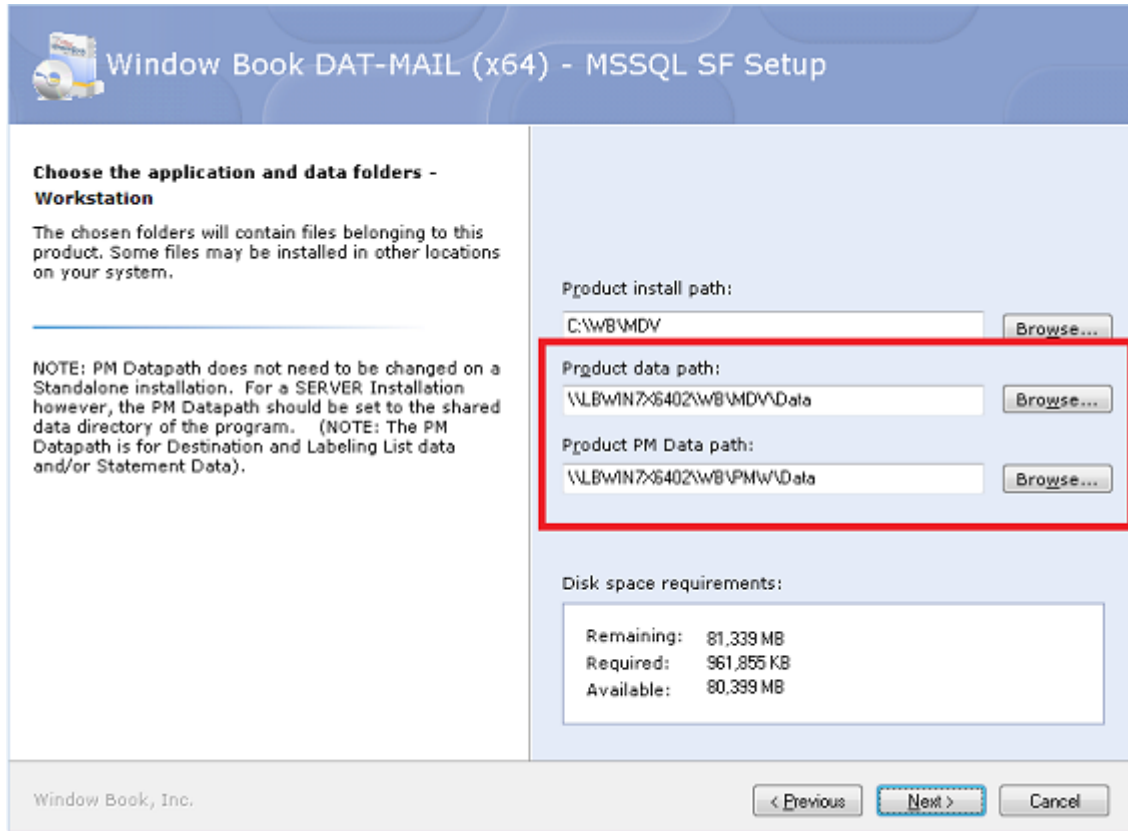 Window Book DAT-MAIL (x64) - MSSQL SF Setup
Choose the application and data folders -
Workstation
The chosen folders will contain files belonging to this
product. Some files may be installed in other locations
on your system.
NOTE: PM Datapath does not need to be changed on a
Standalone installation. For a SERVER Installation
however, the PM Datapath should be set to the shared
data directory of the program. (NOTE: The PM
Datapath is for Destination and Labeling List data
and/or Statement Data).
Product install path:
C:\WB\MDV
Browse...
Product data path:
\\LBWIN7X6402\WB\MDV\Data
Browse...
Product PM Data path:
\\LBWIN7X6402\WB\PMW\Data
Browse...
Disk space requirements:
Remaining: 81,339 MB
Required: 961,855 KB
Available: 80,399 MB
Window Book, Inc.
< Previous
Next >
Cancel